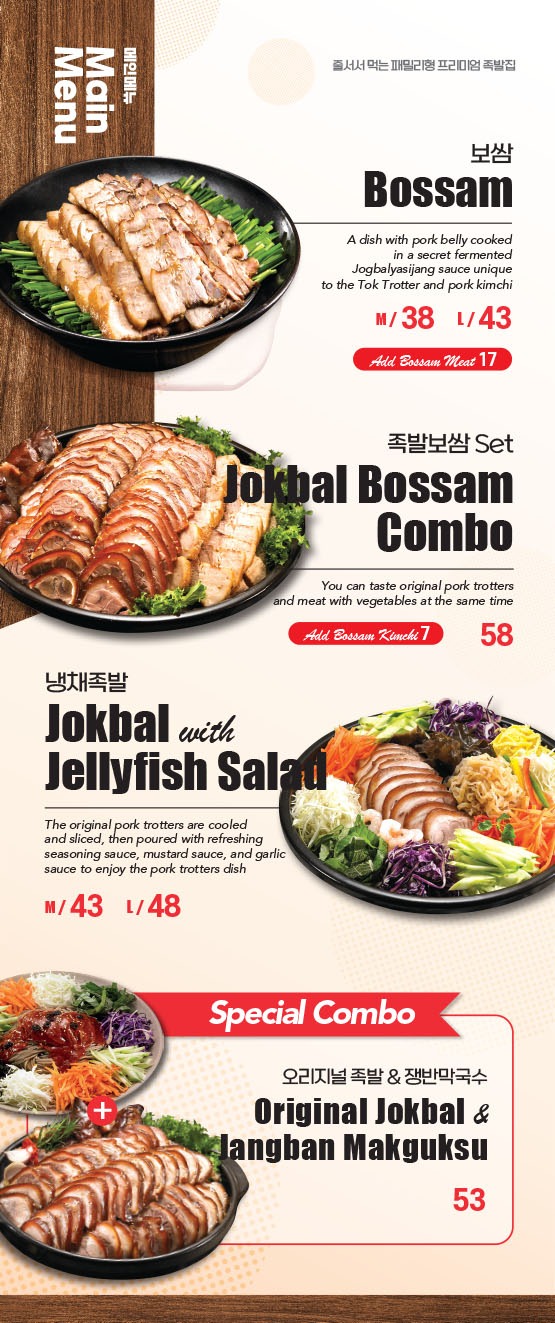 메인메뉴
Main
Menu
줄서서 먹는 패밀리형 프리미엄 족발집
보쌈
Bossam
A dish with pork belly cooked
in a secret fermented
Jogbalyasijang sauce unique
to the Tok Trotter and pork kimchi
M/38 L/43
Add Bossam Meat 17
족발보쌈 Set
Jokbal Bossam
Combo
You can taste original pork trotters
and meat with vegetables at the same time
Add Bossam Kimchi 7 58
냉채족발
Jokbal with
Jellyfish Salad
The original pork trotters are cooled
and sliced, then poured with refreshing
seasoning sauce, mustard sauce, and garlic
sauce to enjoy the pork trotters dish
M/43 L/48
Special Combo
오리지널 족발 & 쟁반막국수
Original Jokbal &
Jangban Makguksu
53